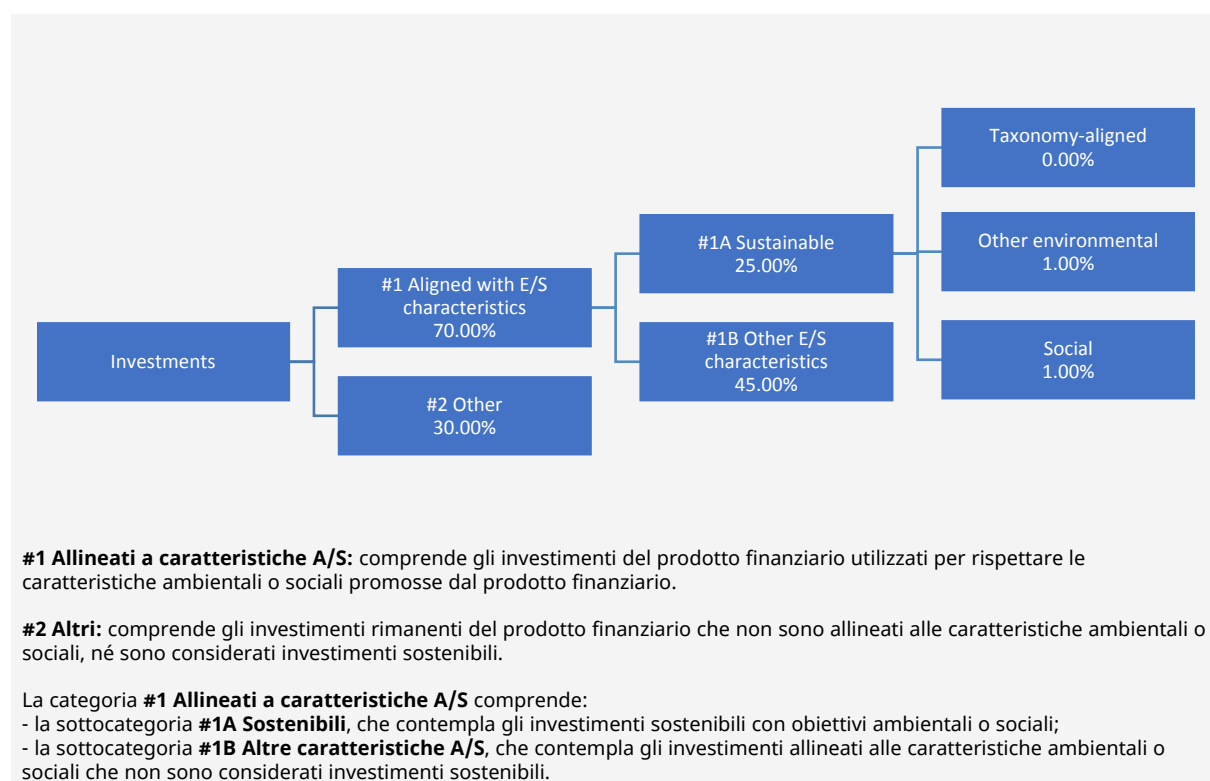 Investments
#1 Aligned with E/S
characteristics
70.00%
#2 Other
30.00%
#1A Sustainable
25.00%
#1B Other E/S
characteristics
45.00%
Taxonomy-aligned
0.00%
Other environmental
1.00%
Social
1.00%
#1 Allineati a caratteristiche A/S: comprende gli investimenti del prodotto finanziario utilizzati per rispettare le
caratteristiche ambientali o sociali promosse dal prodotto finanziario.
#2 Altri: comprende gli investimenti rimanenti del prodotto finanziario che non sono allineati alle caratteristiche ambientali o
sociali, né sono considerati investimenti sostenibili.
La categoria #1 Allineati a caratteristiche A/S comprende:
- la sottocategoria #1A Sostenibili, che contempla gli investimenti sostenibili con obiettivi ambientali o sociali;
- la sottocategoria #1B Altre caratteristiche A/S, che contempla gli investimenti allineati alle caratteristiche ambientali o
sociali che non sono considerati investimenti sostenibili.